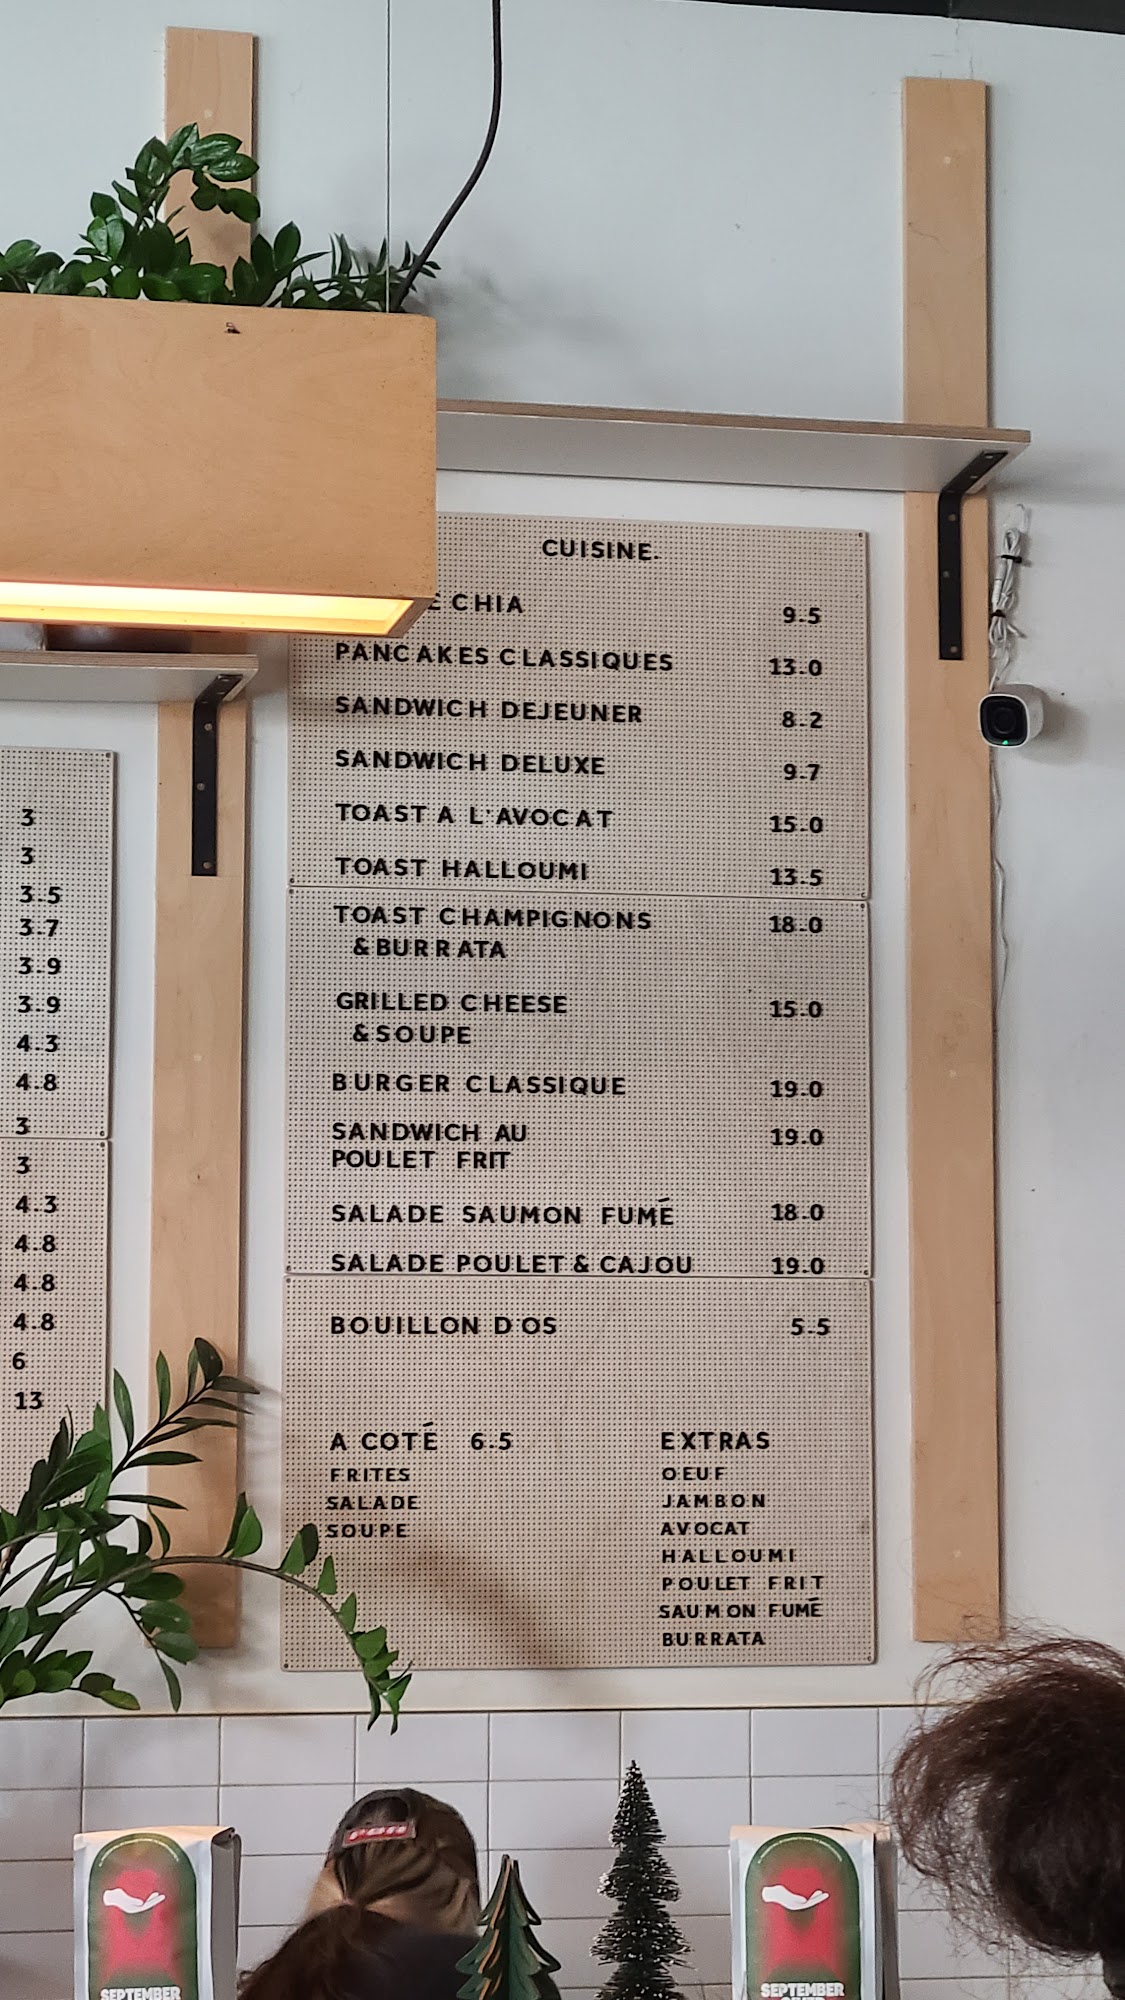 CUISINE.
E CHIA 9.5
PANCAKES CLASSIQUES 13.0
SANDWICH DEJEUNER 8.2
SANDWICH DELUXE 9.7
TOAST A L'AVOCAT 15.0
TOAST HALLOUMI 13.5
TOAST CHAMPIGNONS 18.0
& BURRATA
GRILLED CHEESE 15.0
& SOUPE
BURGER CLASSIQUE 19.0
SANDWICH AU 19.0
POULET FRIT
SALADE SAUMON FUMÉ 18.0
SALADE POULET & CAJOU 19.0
BOUILLON D'OS 5.5
A COTÉ 6.5
FRITES
SALADE
SOUPE
EXTRAS
OEUF
JAMBON
AVOCAT
HALLOUMI
POULET FRIT
SAUMON FUMÉ
BURRATA
3
3
3.5
3.7
3.9
3.9
4.3
4.8
3
3
4.3
4.8
4.8
4.8
6
13
SEPTEMBER
SEPTEMBER